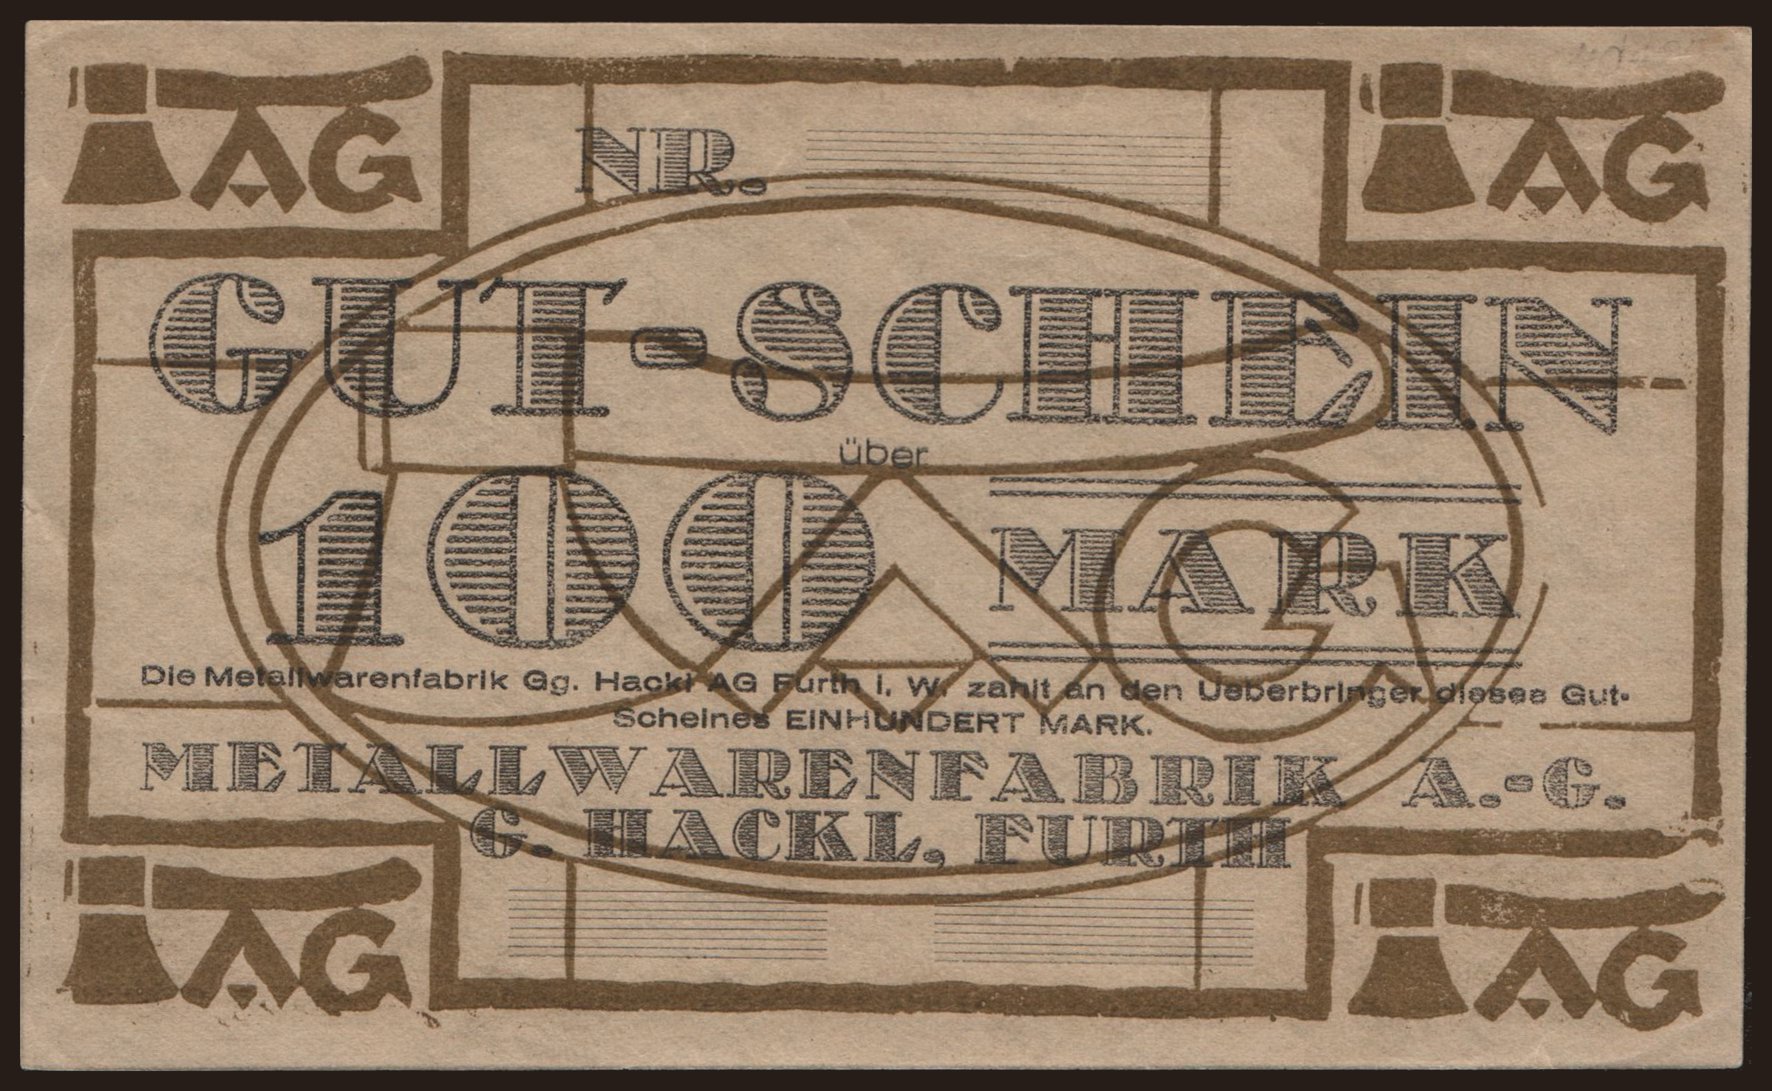 AG
AG
NR.
GUT-SCHEIN
über
100 MARK
Die Metallwarenfabrik Gg. Hackl AG Furth i. W. zahlt an den Ueberbringer dieses Gut-
Scheines EINHUNDERT MARK.
METALLWARENFABRIK A.-G.
G. HACKL, FURTH
AG
AG
AG